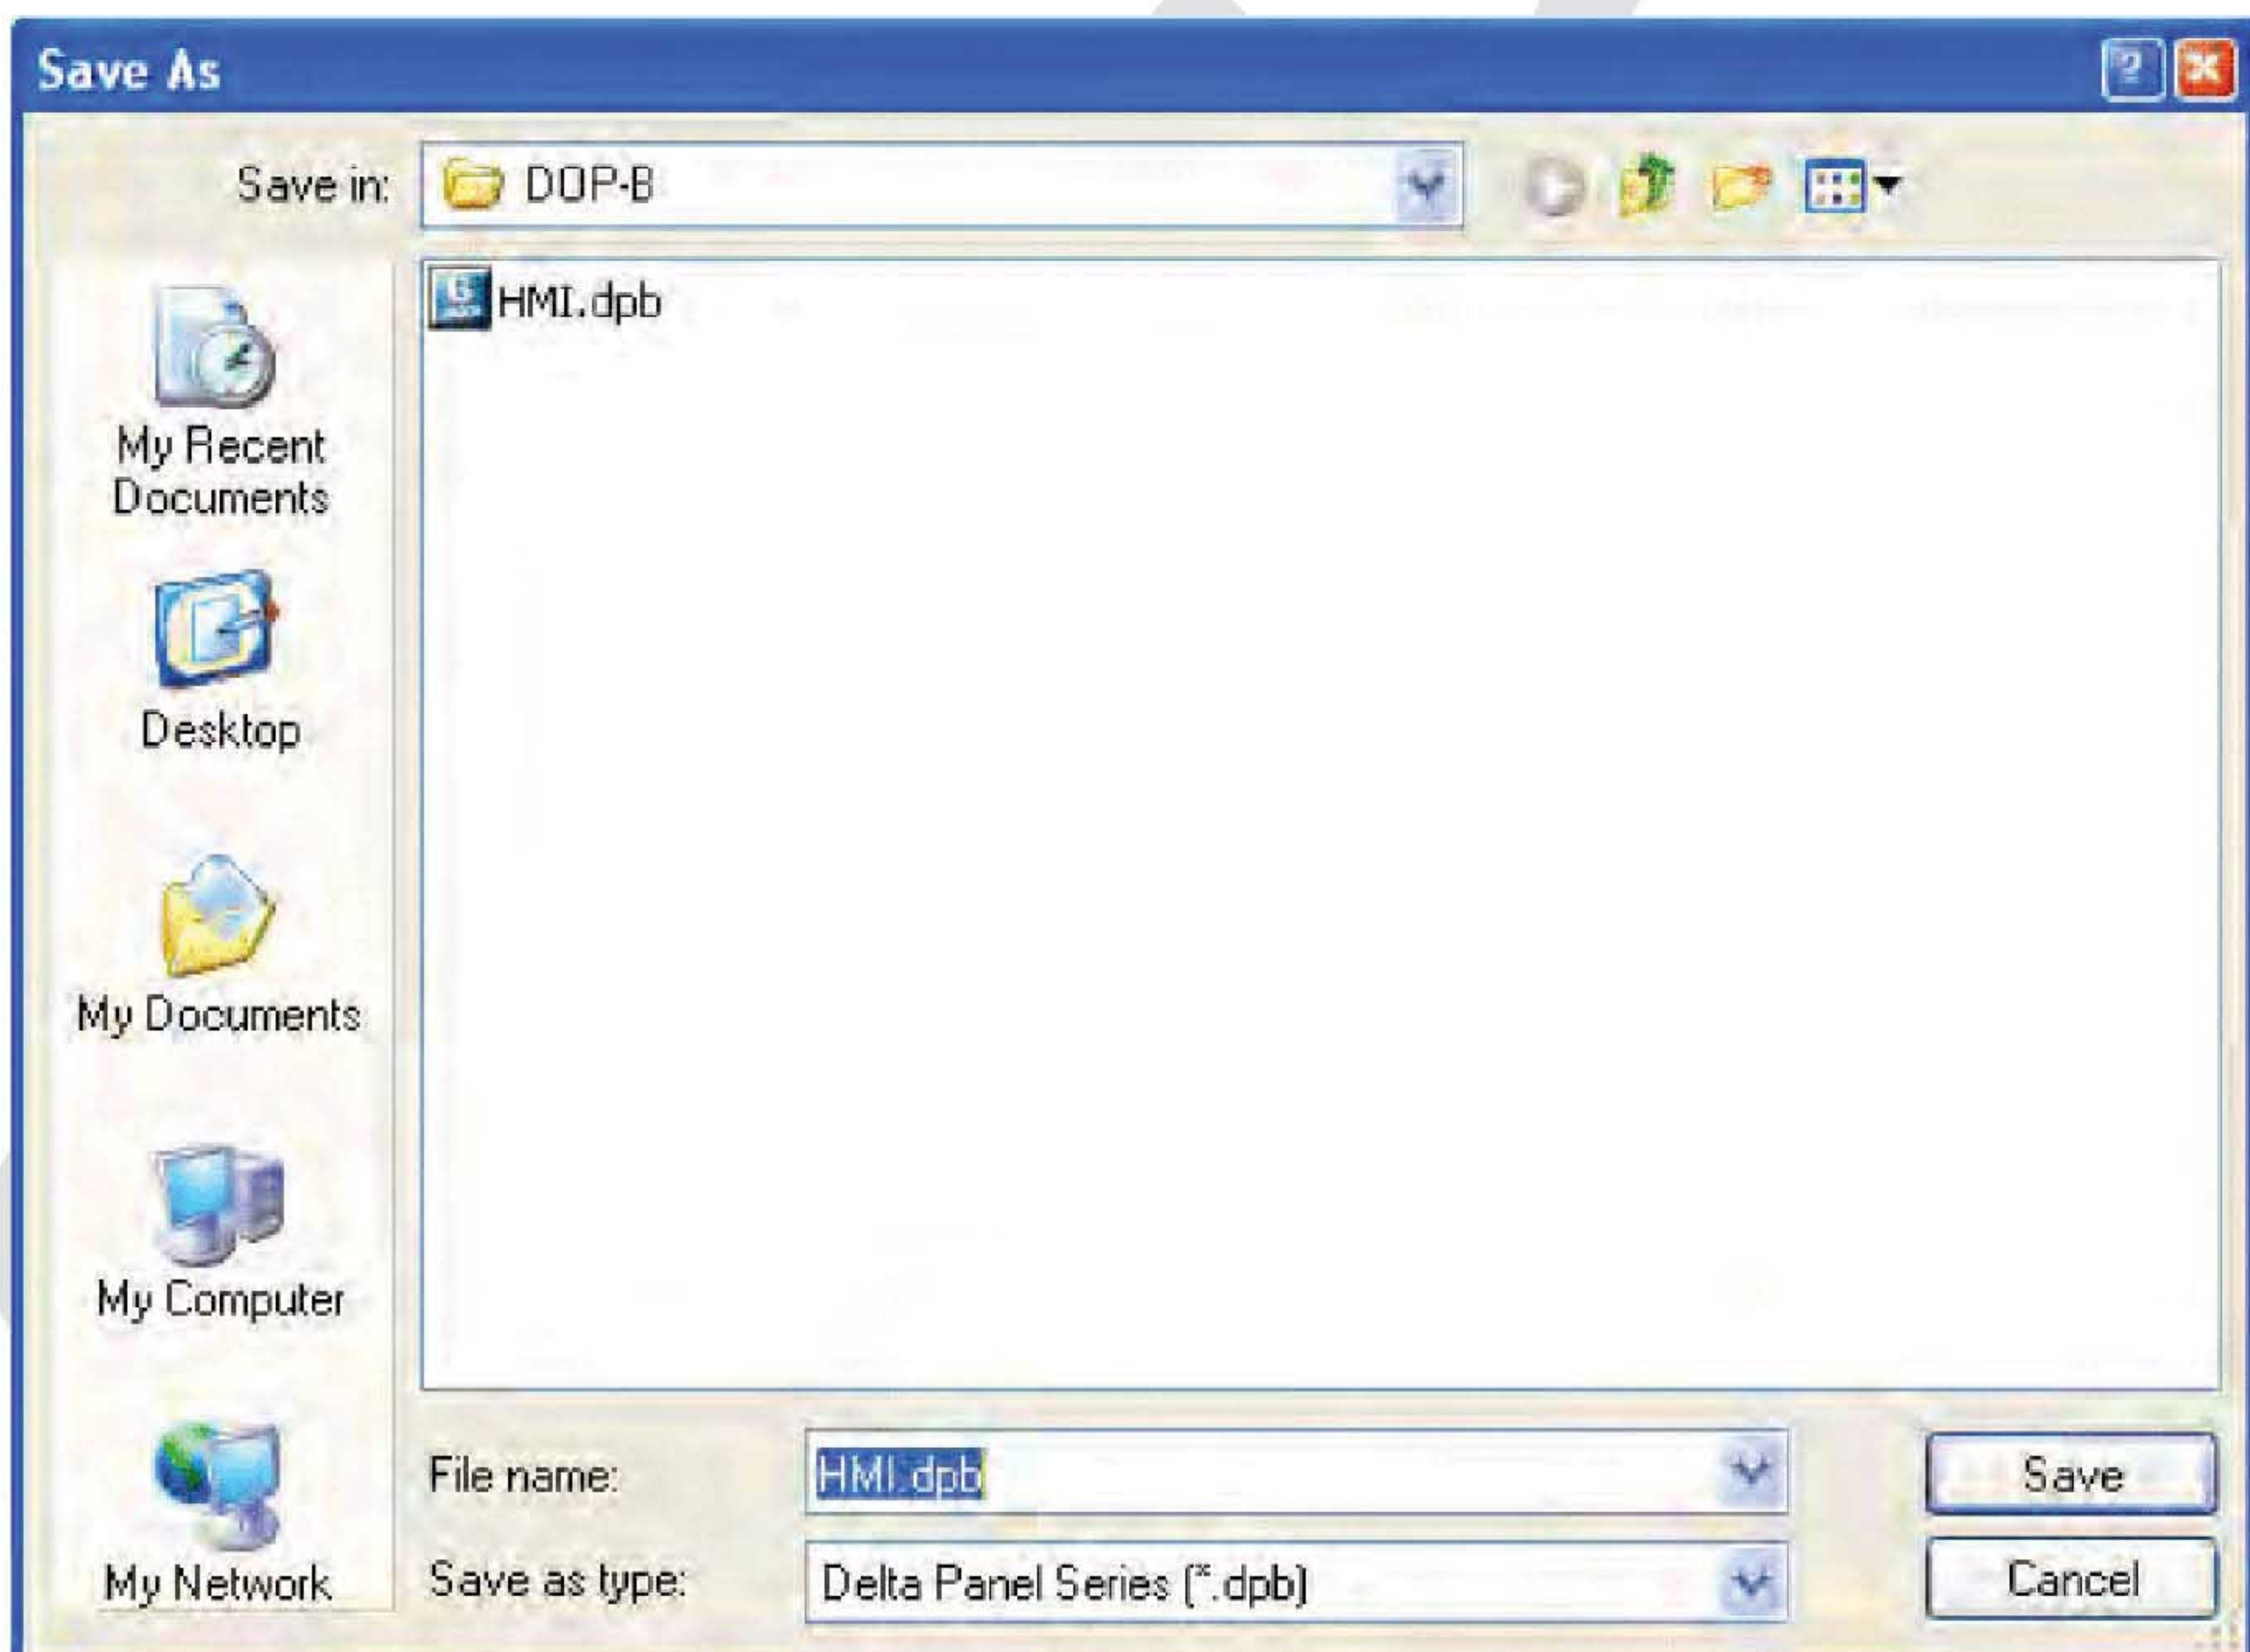 Save As
Save in: DOP-B
HMI.dpb
My Recent
Documents
Desktop
My Documents
My Computer
My Network
File name: HMI.dpb
Save
Save as type: Delta Panel Series (*.dpb)
Cancel